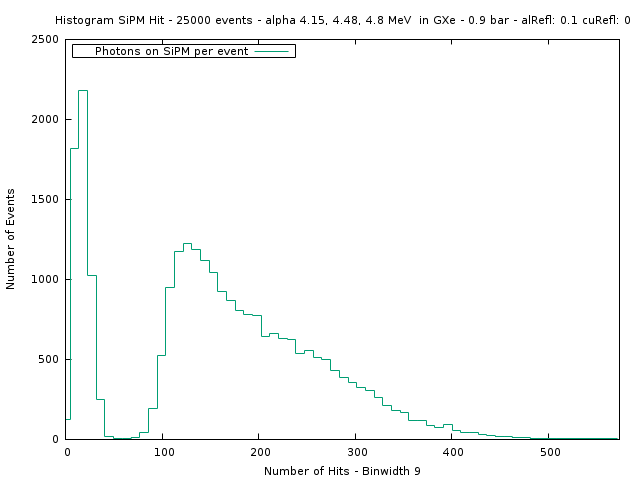 Histogram SiPM Hit - 25000 events - alpha 4.15, 4.48, 4.8 MeV  in GXe - 0.9 bar - alRefl: 0.1 cuRefl: 0
Photons on SiPM per event
2500
2000
1500
1000
500
0
Number of Events
0 100 200 300 400 500
Number of Hits - Binwidth 9